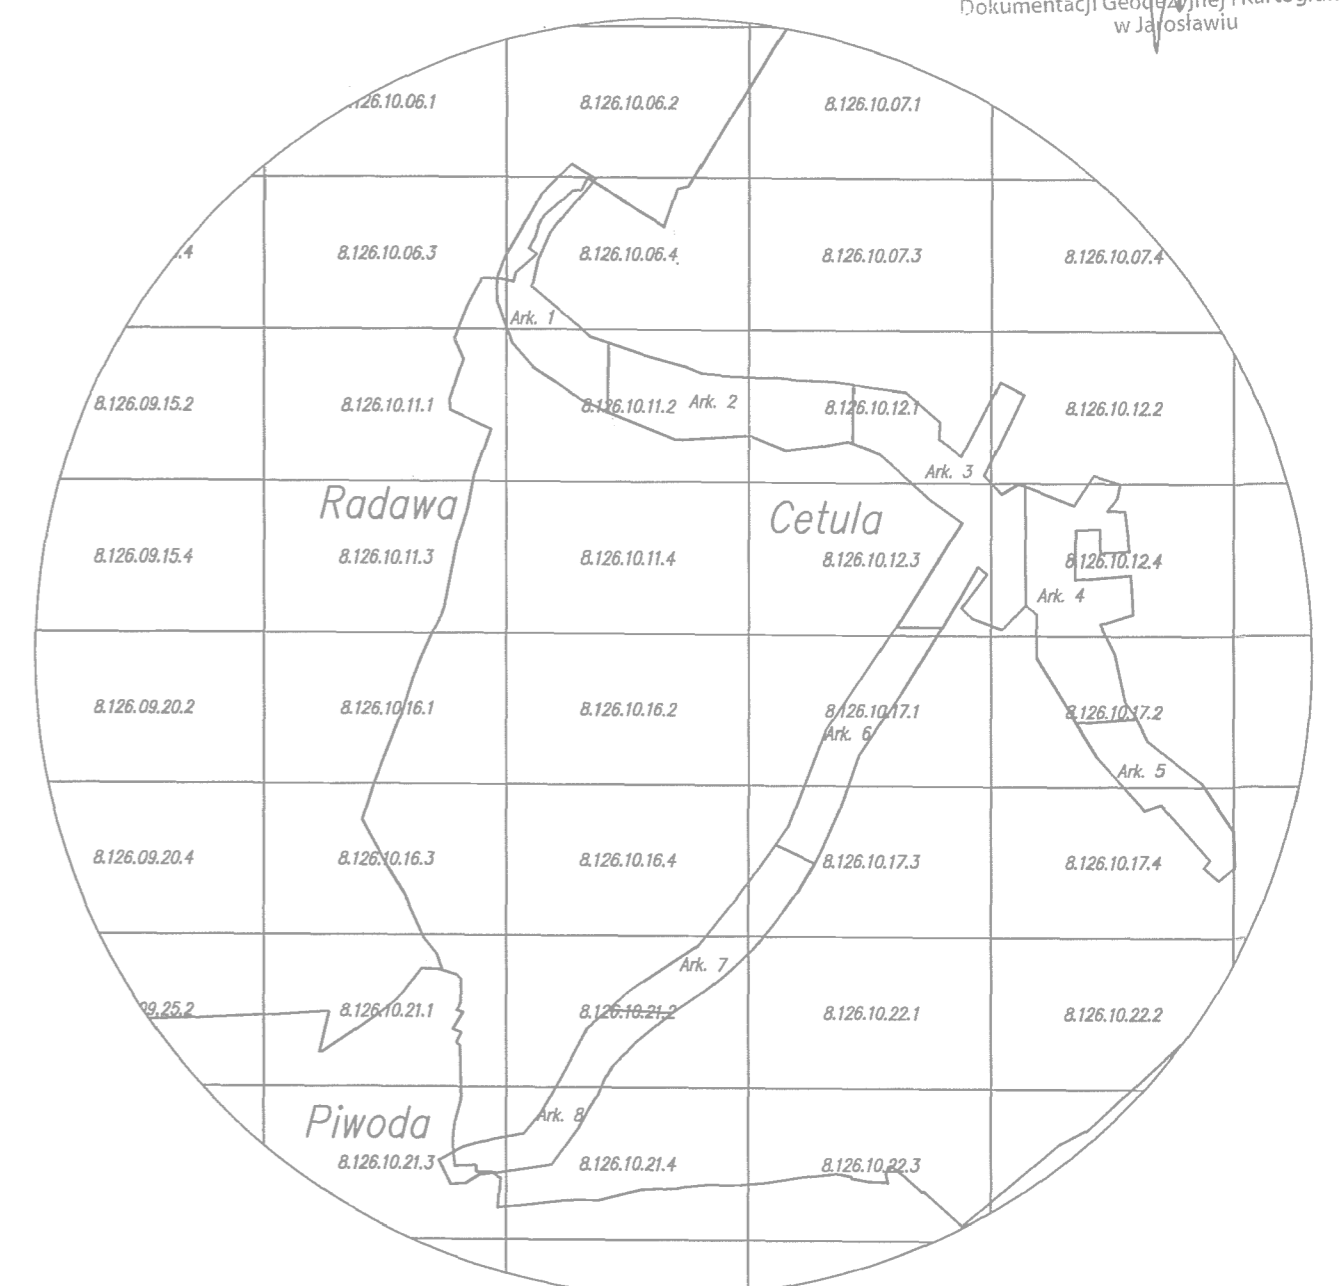 Dokumentacji Geodezyjnej i Kartogra
w Jarosławiu
.126.10.06.1 8.126.10.06.2 8.126.10.07.1
.4 8.126.10.06.3 8.126.10.06.4 8.126.10.07.3 8.126.10.07.4
Ark. 1
8.126.09.15.2 8.126.10.11.1 8.126.10.11.2 Ark. 2 8.126.10.12.1 8.126.10.12.2
Ark. 3
Radawa Cetula
8.126.09.15.4 8.126.10.11.3 8.126.10.11.4 8.126.10.12.3 8.126.10.12.4
Ark. 4
8.126.09.20.2 8.126.10.16.1 8.126.10.16.2 8.126.10.17.1 8.126.10.17.2
Ark. 6
Ark. 5
8.126.09.20.4 8.126.10.16.3 8.126.10.16.4 8.126.10.17.3 8.126.10.17.4
Ark. 7
09.25.2 8.126.10.21.1 8.126.10.21.2 8.126.10.22.1 8.126.10.22.2
Ark. 8
Piwoda
8.126.10.21.3 8.126.10.21.4 8.126.10.22.3